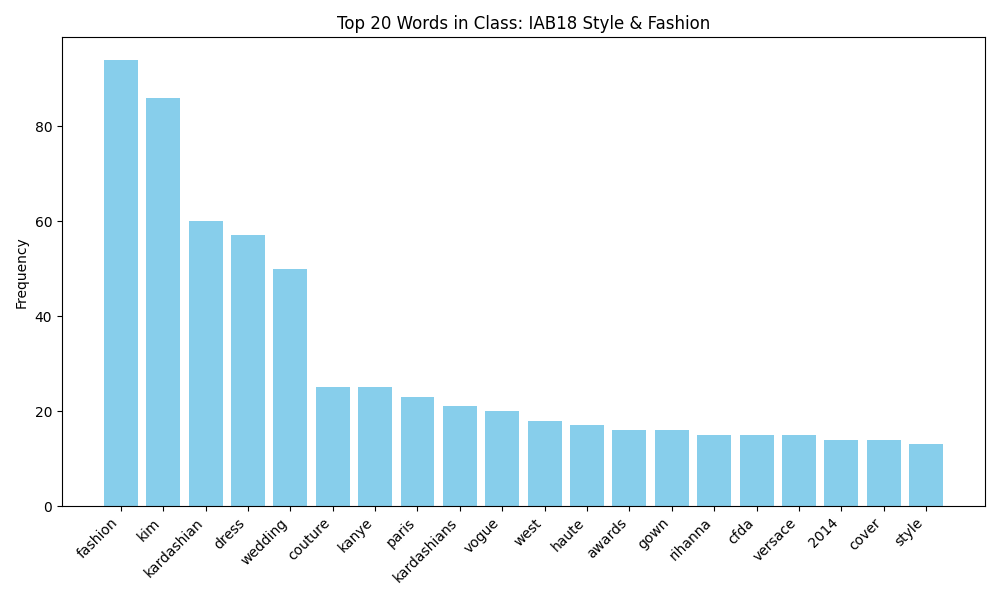 Top 20 Words in Class: IAB18 Style & Fashion
Frequency
80
60
40
20
0
fashion
kim
kardashian
dress
wedding
couture
kanye
paris
kardashians
vogue
west
haute
awards
gown
rihanna
cfda
versace
2014
cover
style